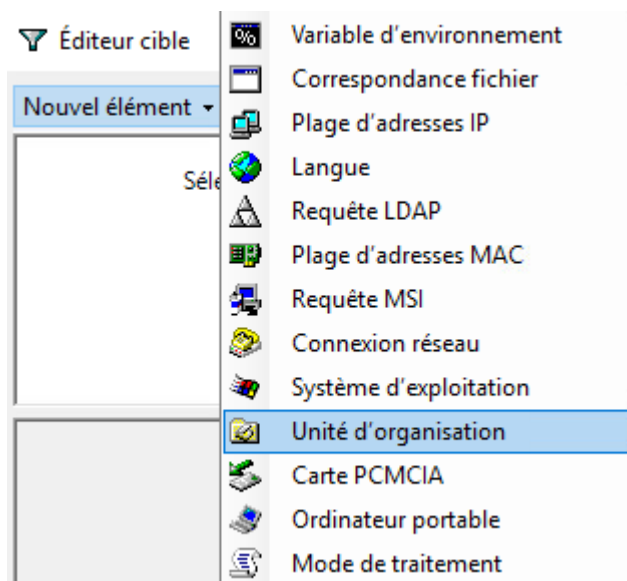 Éditeur cible
Nouvel élément
Séle
Variable d'environnement
Correspondance fichier
Plage d'adresses IP
Langue
Requête LDAP
Plage d'adresses MAC
Requête MSI
Connexion réseau
Système d'exploitation
Unité d'organisation
Carte PCMCIA
Ordinateur portable
Mode de traitement